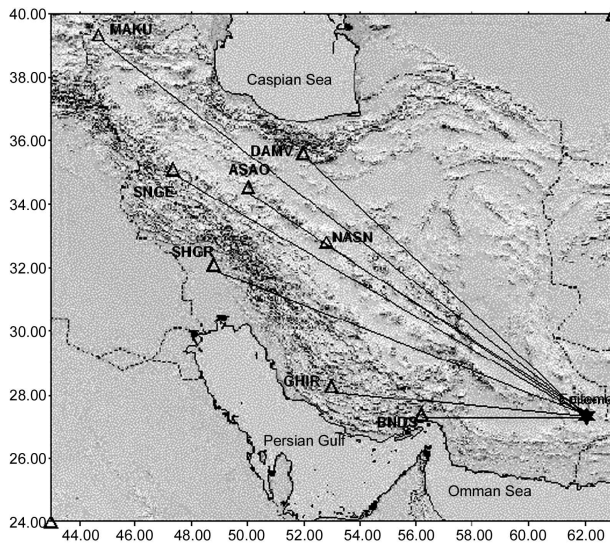 40.00
MAKU
38.00
Caspian Sea
36.00
DAMV
ASAO
SNGE
34.00
NASN
SHGR
32.00
30.00
28.00
GHIR
BNDS
26.00
Persian Gulf
Omman Sea
24.00
44.00 46.00 48.00 50.00 52.00 54.00 56.00 58.00 60.00 62.00